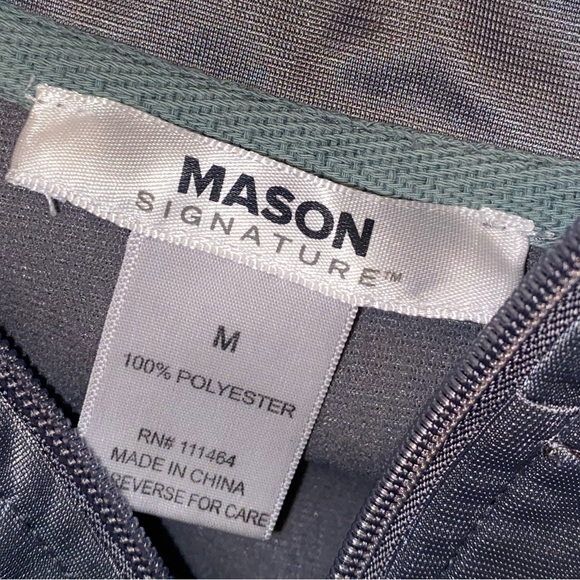 MASON
SIGNATURE™
M
100% POLYESTER
RN# 111464
MADE IN CHINA
REVERSE FOR CARE